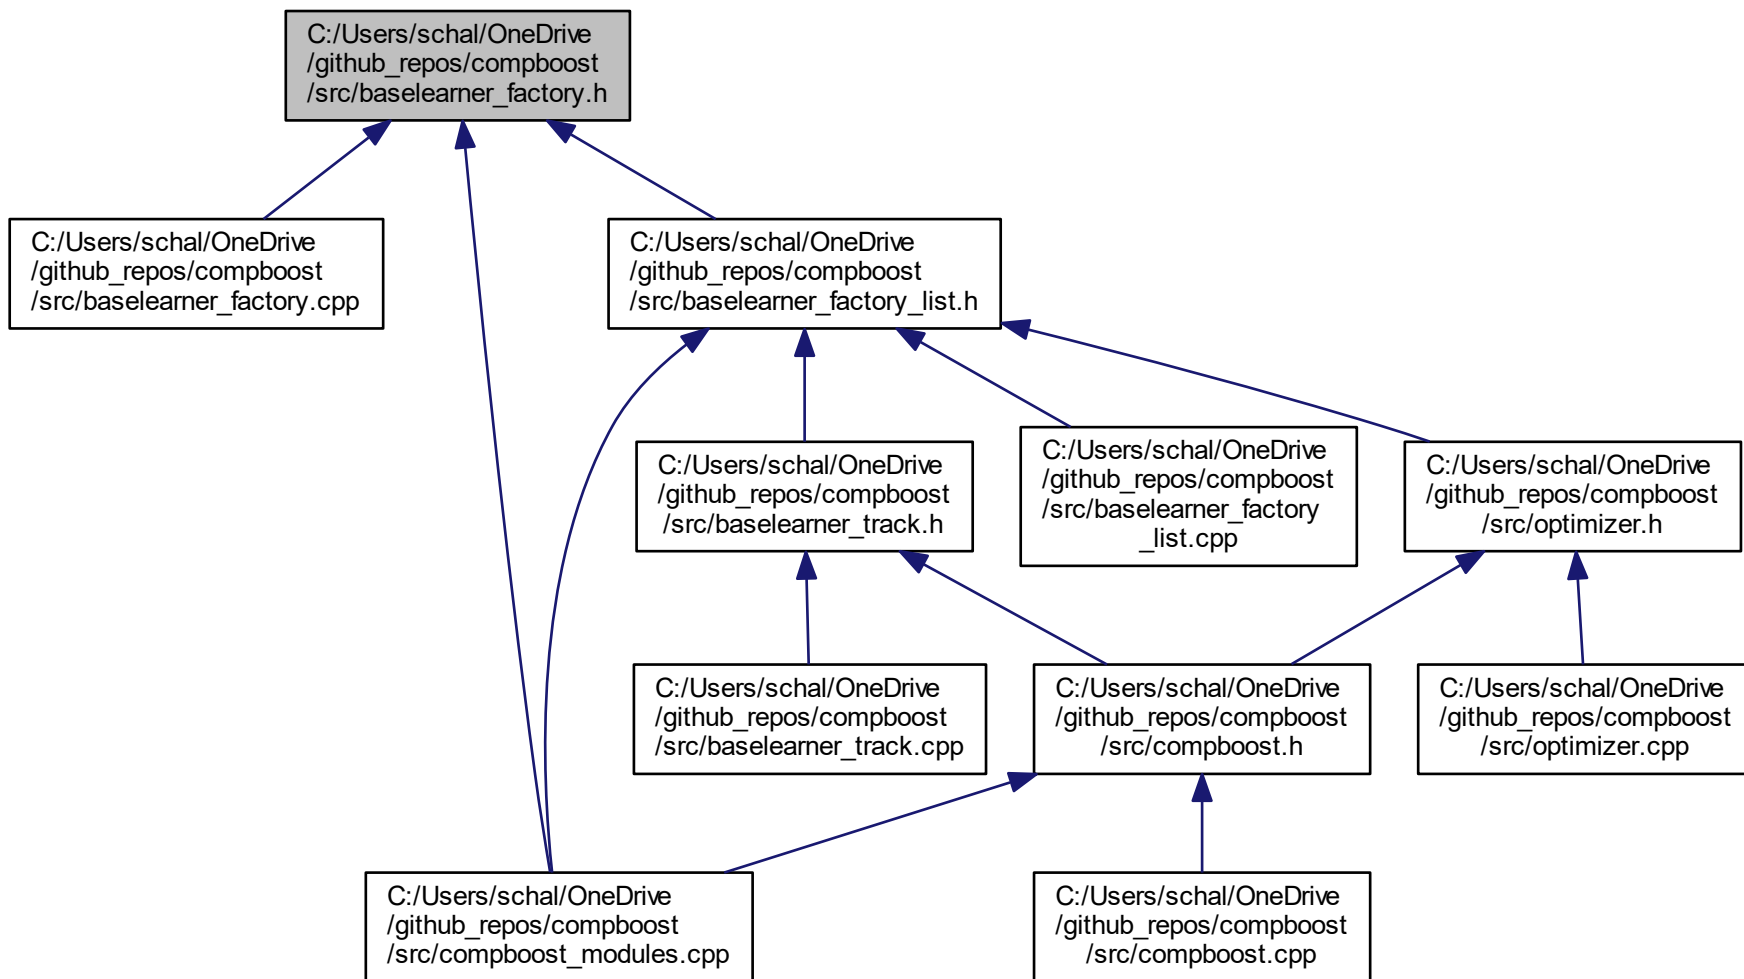 C:/Users/schal/OneDrive
/github_repos/compboost
/src/baselearner_factory.h
C:/Users/schal/OneDrive
/github_repos/compboost
/src/baselearner_factory.cpp
C:/Users/schal/OneDrive
/github_repos/compboost
/src/baselearner_factory_list.h
C:/Users/schal/OneDrive
/github_repos/compboost
/src/baselearner_track.h
C:/Users/schal/OneDrive
/github_repos/compboost
/src/baselearner_factory
_list.cpp
C:/Users/schal/OneDrive
/github_repos/compboost
/src/optimizer.h
C:/Users/schal/OneDrive
/github_repos/compboost
/src/baselearner_track.cpp
C:/Users/schal/OneDrive
/github_repos/compboost
/src/compboost.h
C:/Users/schal/OneDrive
/github_repos/compboost
/src/optimizer.cpp
C:/Users/schal/OneDrive
/github_repos/compboost
/src/compboost_modules.cpp
C:/Users/schal/OneDrive
/github_repos/compboost
/src/compboost.cpp